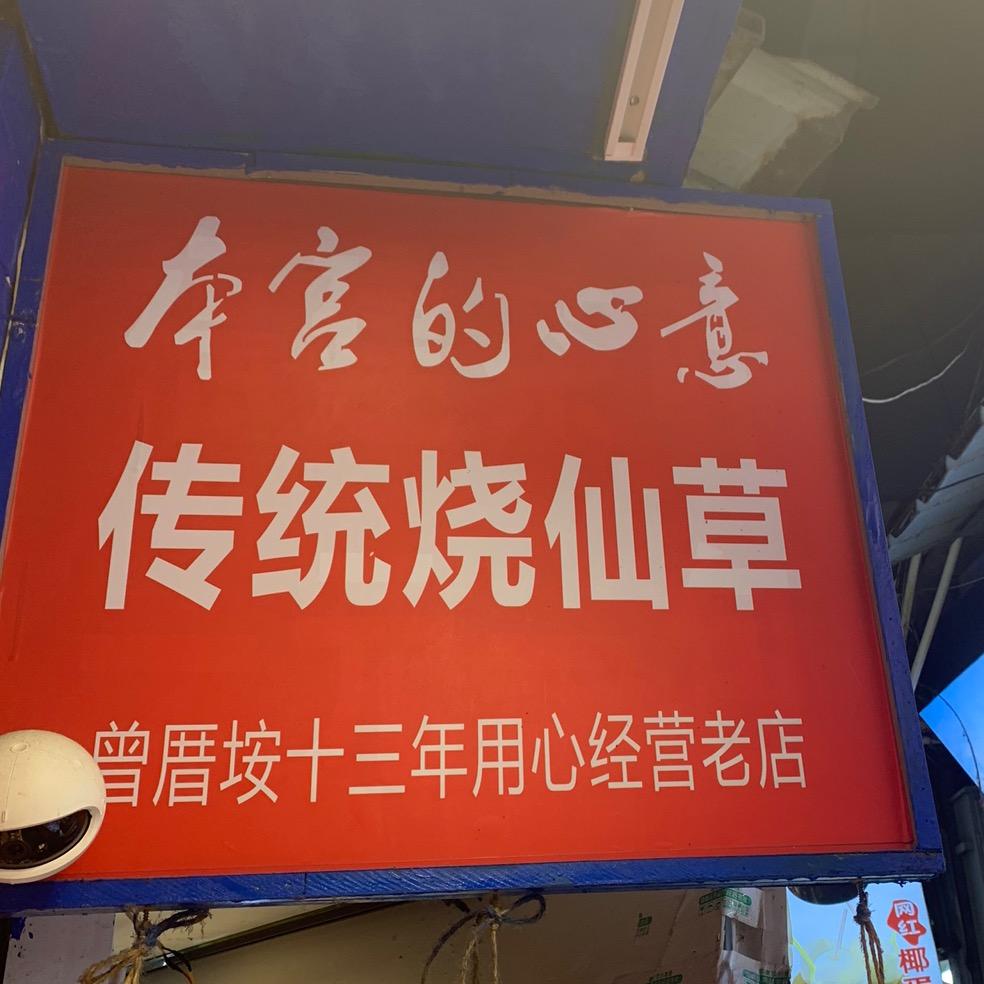 本宫的心意
传统烧仙草
曾厝垵十三年用心经营老店
网红
椰